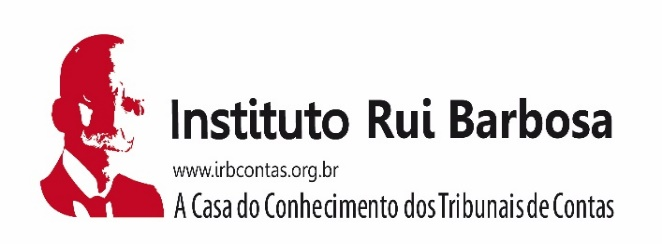 Instituto Rui Barbosa
www.irbcontas.org.br
A Casa do Conhecimento dos Tribunais de Contas